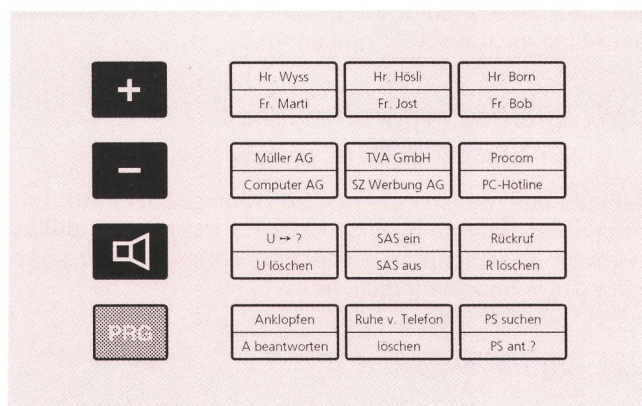 + Hr. Wyss Hr. Hösli Hr. Born
Fr. Marti Fr. Jost Fr. Bob
– Müller AG TVA GmbH Procom
Computer AG SZ Werbung AG PC-Hotline
U ↔ ? SAS ein Rückruf
U löschen SAS aus R löschen
PRG Anklopfen Ruhe v. Telefon PS suchen
A beantworten löschen PS ant.?